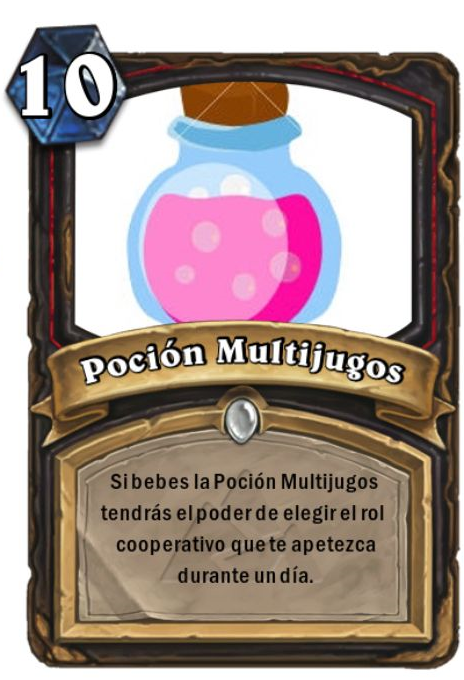 10
Poción Multijugos
Si bebes la Poción Multijugos
tendrás el poder de elegir el rol
cooperativo que te apetezca
durante un día.